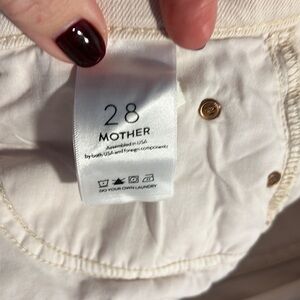 28
MOTHER
Assembled in USA
by both USA and foreign components
DO YOUR OWN LAUNDRY